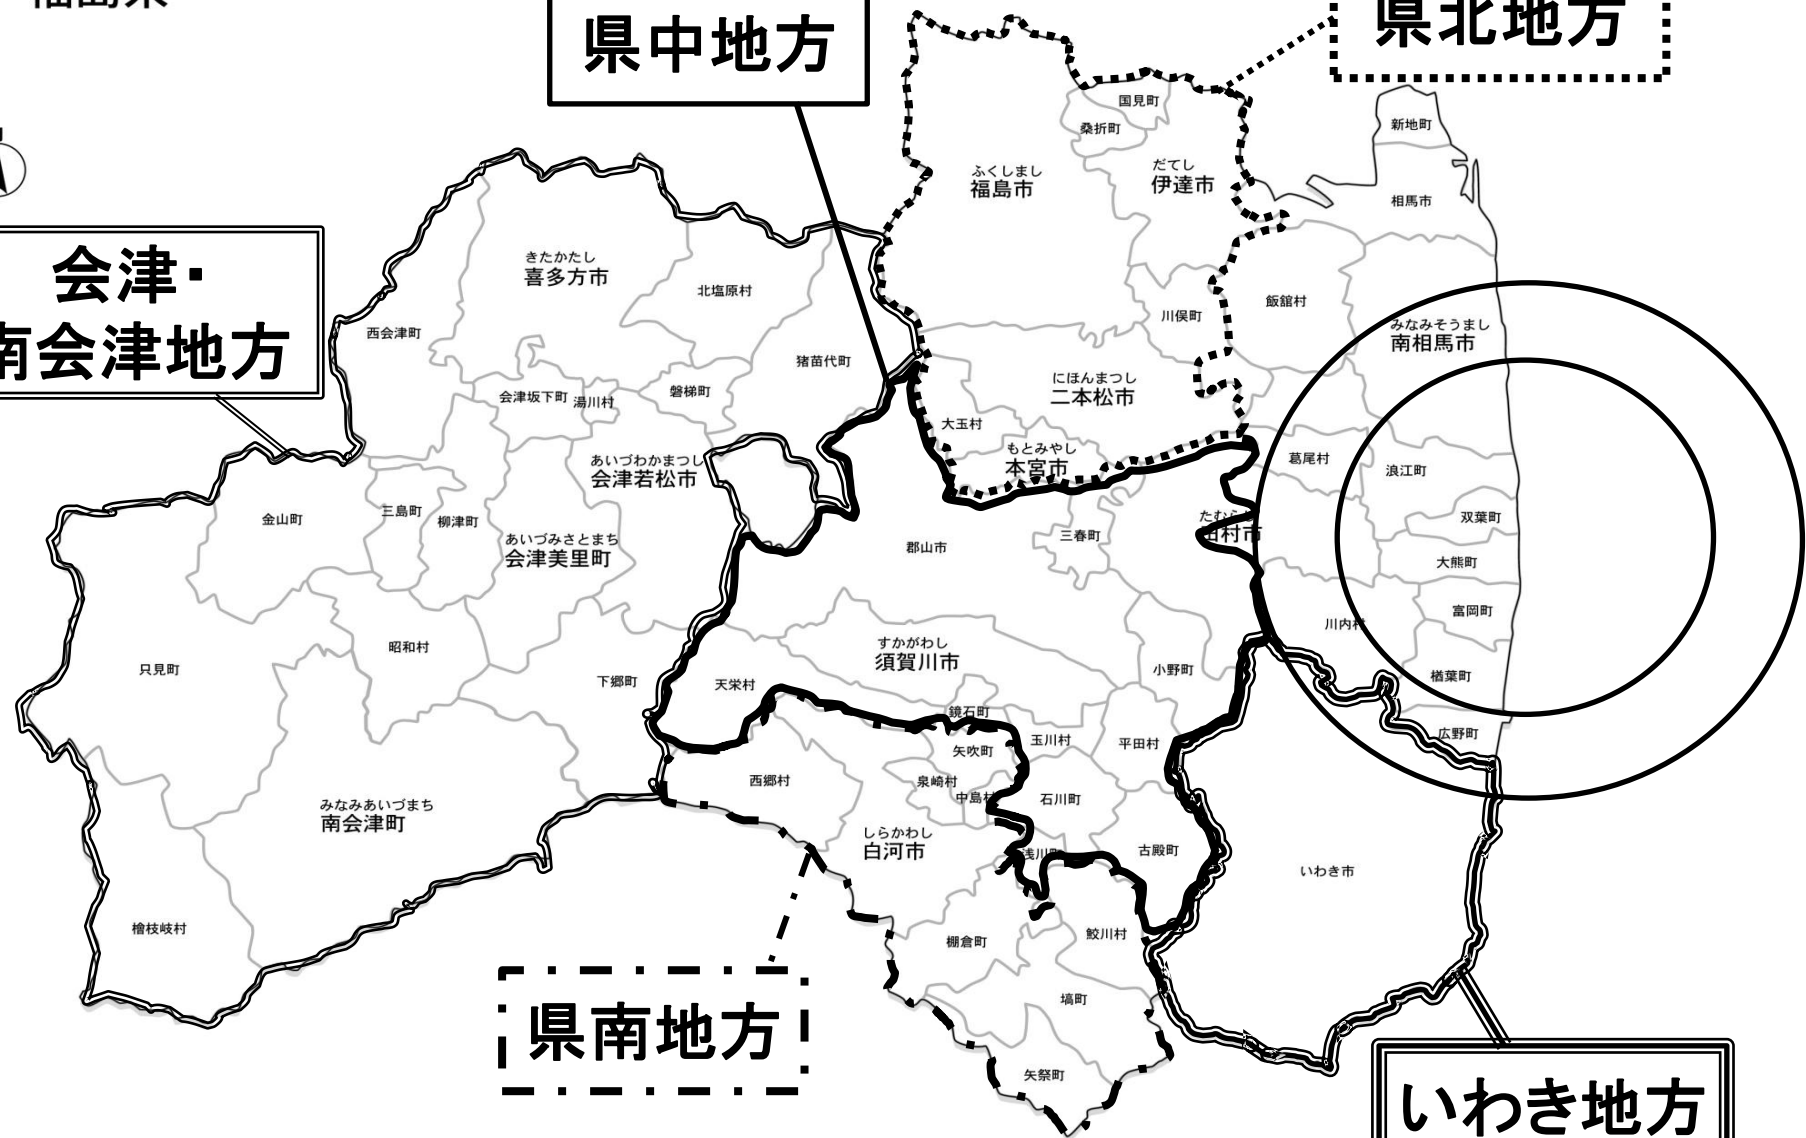 福島県
県中地方
県北地方
国見町
桑折町
新地町
ふくしまし
福島市
だてし
伊達市
相馬市
会津・
南会津地方
きたかたし
喜多方市
北塩原村
川俣町
飯舘村
西会津町
猪苗代町
みなみそうまし
南相馬市
会津坂下町
湯川村
磐梯町
にほんまつし
二本松市
大玉村
もとみやし
本宮市
葛尾村
浪江町
あいづわかまつし
会津若松市
金山町
三島町
柳津町
双葉町
たむらし
田村市
あいづみさとまち
会津美里町
郡山市
三春町
大熊町
富岡町
川内村
昭和村
只見町
下郷町
すかがわし
須賀川市
天栄村
小野町
楢葉町
鏡石町
玉川村
平田村
広野町
矢吹町
西郷村
泉崎村
中島村
石川町
みなみあいづまち
南会津町
しらかわし
白河市
浅川町
古殿町
いわき市
檜枝岐村
棚倉町
鮫川村
塙町
県南地方
矢祭町
いわき地方